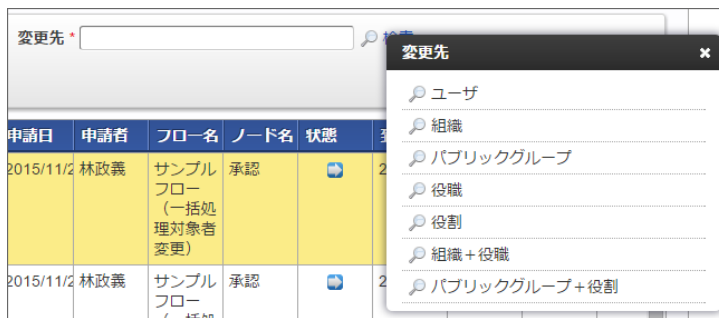 変更先 *
変更先
ユーザ
組織
パブリックグループ
役職
役割
組織＋役職
パブリックグループ＋役割
申請日 申請者 フロー名 ノード名 状態
2015/11/2 林政義 サンプル 承認 2
フロー
（一括処
理対象者
変更）
2015/11/2 林政義 サンプル 承認 2
フロー